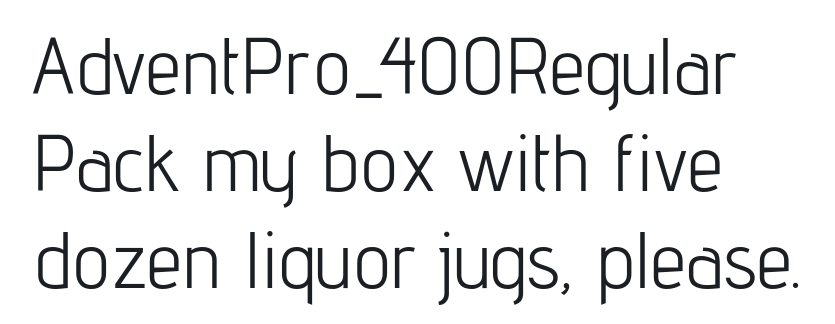 AdventPro_400Regular
Pack my box with five
dozen liquor jugs, please.